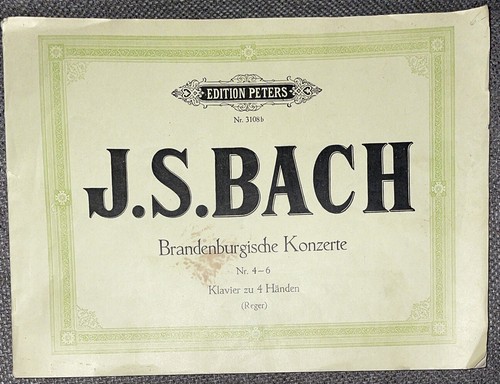 EDITION PETERS
Nr. 3108b
J.S.BACH
Brandenburgische Konzerte
Nr. 4-6
Klavier zu 4 Händen
(Reger)